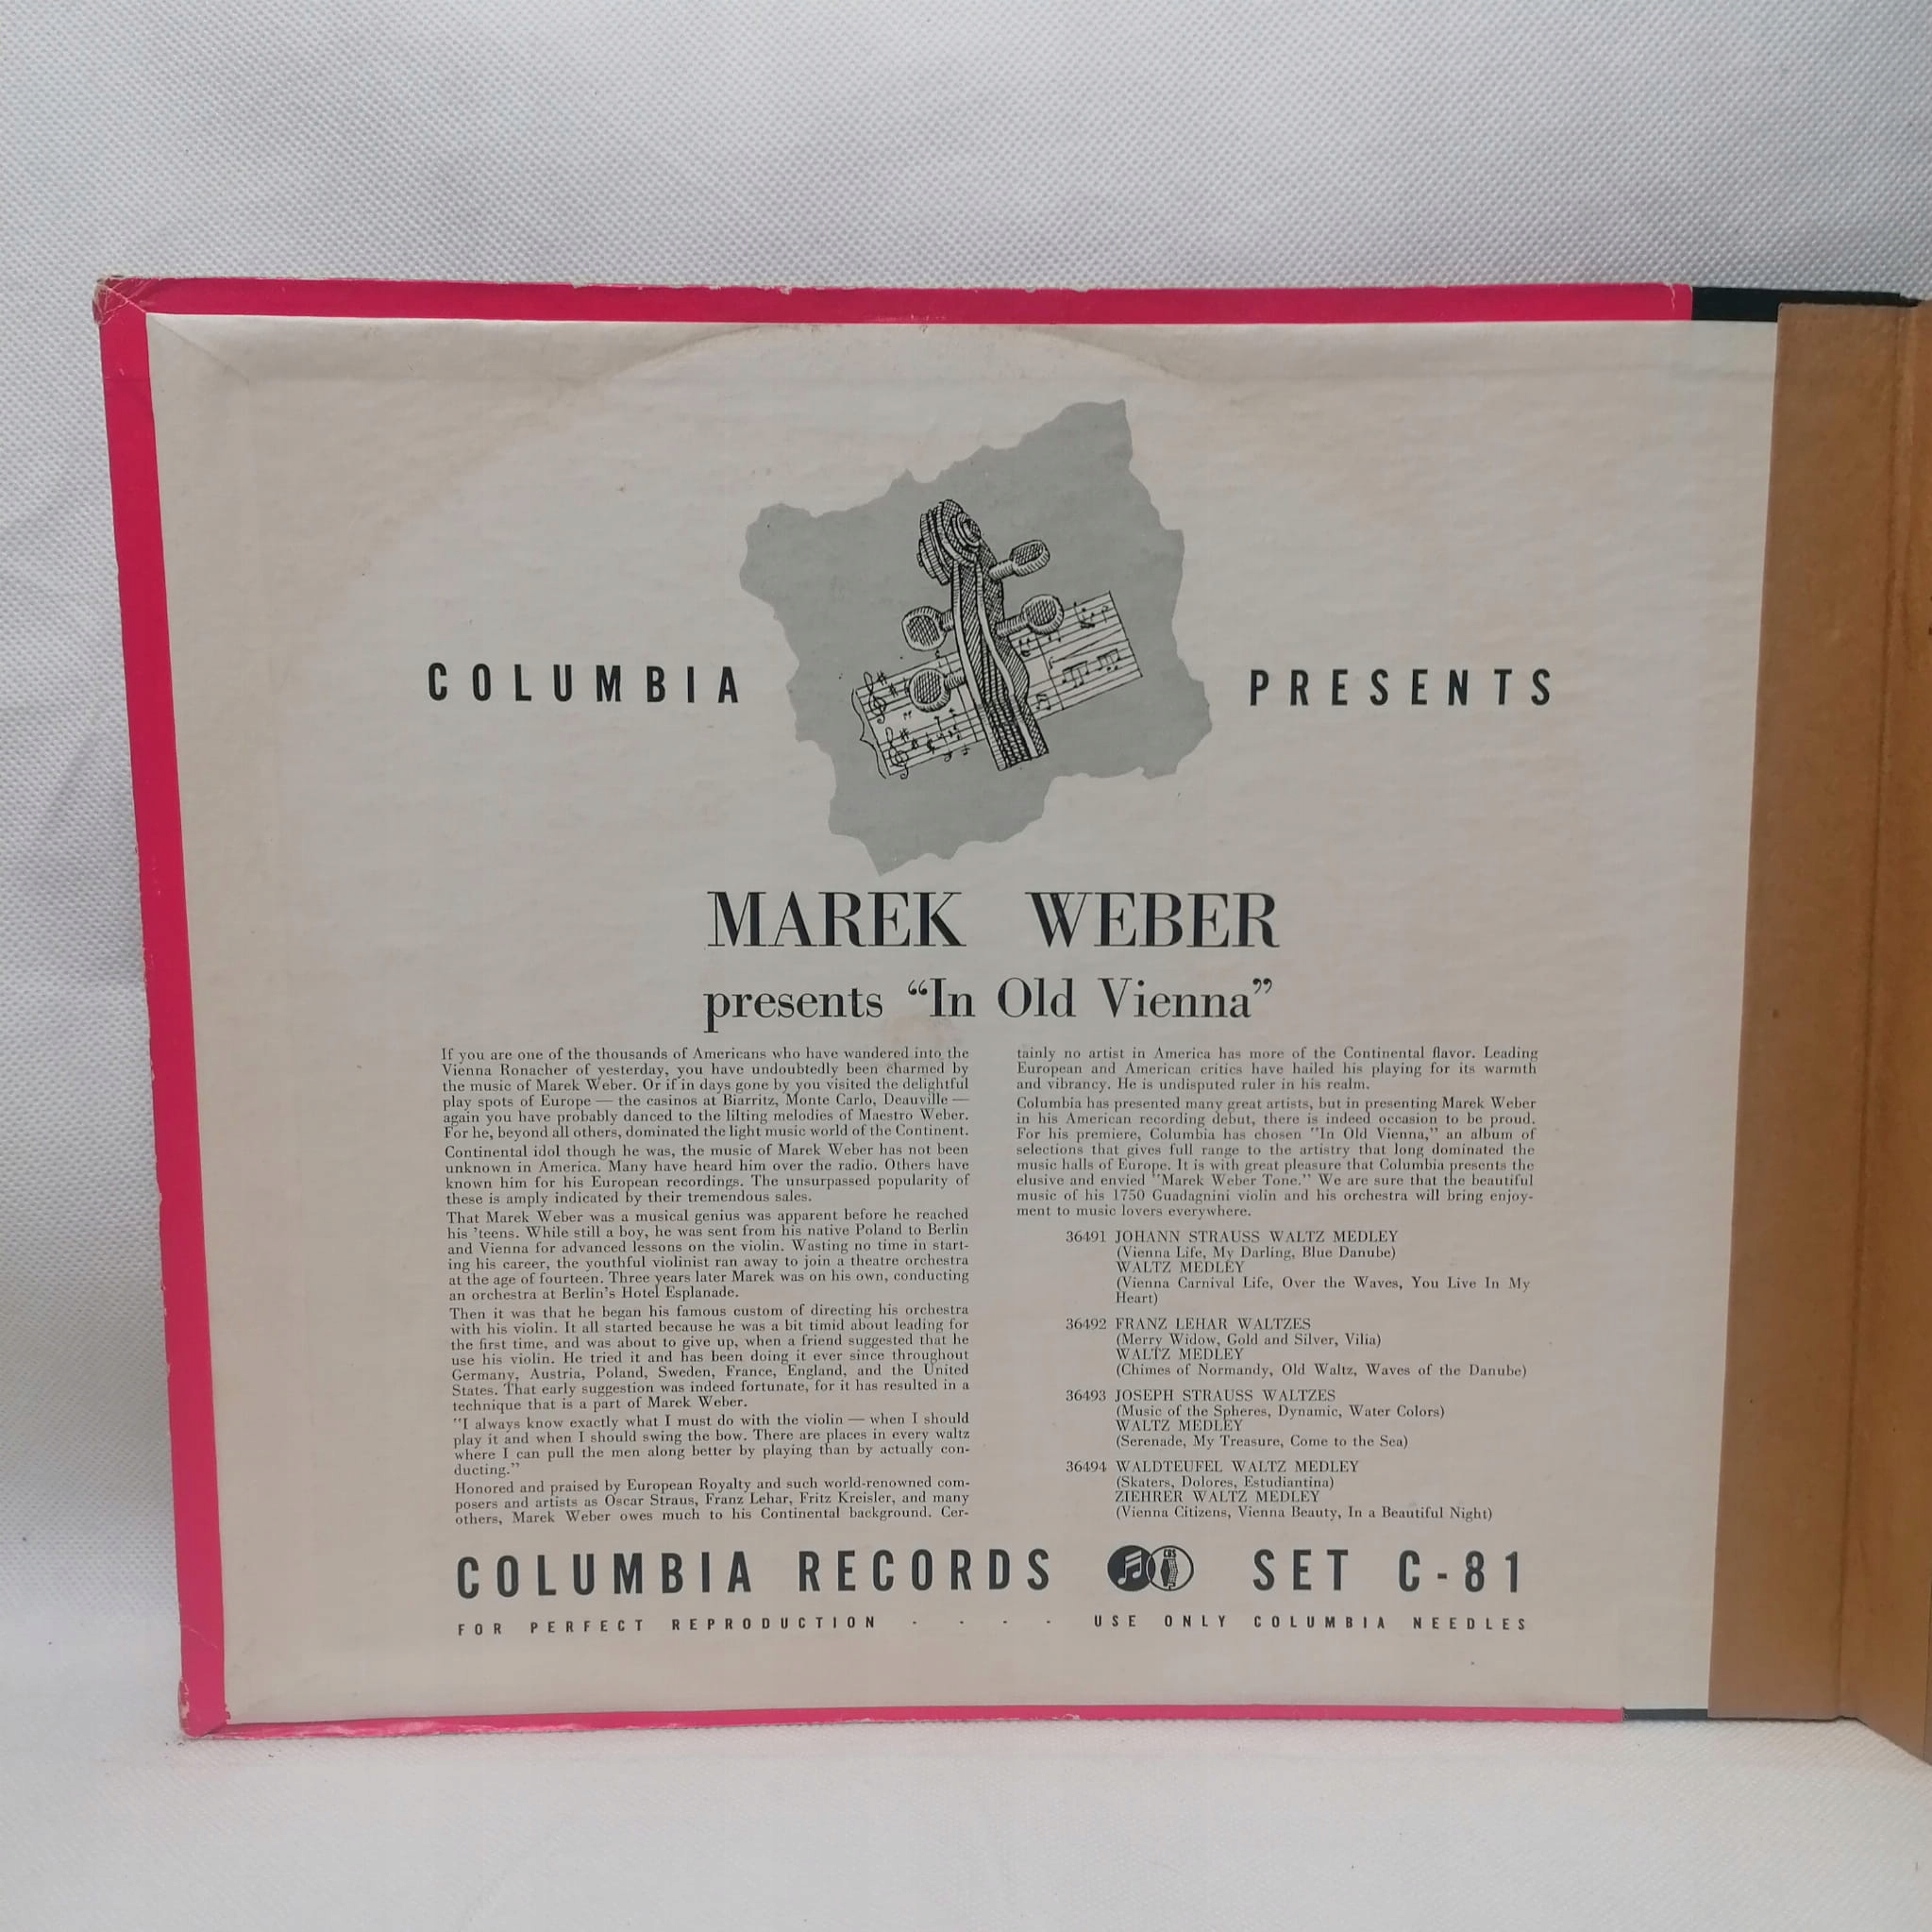 COLUMBIA PRESENTS
MAREK WEBER
presents “In Old Vienna”
If you are one of the thousands of Americans who have wandered into the
Vienna Ronacher of yesterday, you have undoubtedly been charmed by
the music of Marek Weber. Or if in days gone by you visited the delightful
play spots of Europe — the casinos at Biarritz, Monte Carlo, Deauville —
again you have probably danced to the lilting melodies of Maestro Weber.
For he, beyond all others, dominated the light music world of the Continent.
Continental idol though he was, the music of Marek Weber has not been
unknown in America. Many have heard him over the radio. Others have
known him for his European recordings. The unsurpassed popularity of
these is amply indicated by their tremendous sales.
That Marek Weber was a musical genius was apparent before he reached
his 'teens. While still a boy, he was sent from his native Poland to Berlin
and Vienna for advanced lessons on the violin. Wasting no time in start-
ing his career, the youthful violinist ran away to join a theatre orchestra
at the age of fourteen. Three years later Marek was on his own, conducting
an orchestra at Berlin's Hotel Esplanade.
Then it was that he began his famous custom of directing his orchestra
with his violin. It all started because he was a bit timid about leading for
the first time, and was about to give up, when a friend suggested that he
use his violin. He tried it and has been doing it ever since throughout
Germany, Austria, Poland, Sweden, France, England, and the United
States. That early suggestion was indeed fortunate, for it has resulted in a
technique that is a part of Marek Weber.
"I always know exactly what I must do with the violin — when I should
play it and when I should swing the bow. There are places in every waltz
where I can pull the men along better by playing than by actually con-
ducting."
Honored and praised by European Royalty and such world-renowned com-
posers and artists as Oscar Straus, Franz Lehar, Fritz Kreisler, and many
others, Marek Weber owes much to his Continental background. Cer-
tainly no artist in America has more of the Continental flavor. Leading
European and American critics have hailed his playing for its warmth
and vibrancy. He is undisputed ruler in his realm.
Columbia has presented many great artists, but in presenting Marek Weber
in his American recording debut, there is indeed occasion to be proud.
For his premiere, Columbia has chosen "In Old Vienna," an album of
selections that gives full range to the artistry that long dominated the
music halls of Europe. It is with great pleasure that Columbia presents the
elusive and envied "Marek Weber Tone." We are sure that the beautiful
music of his 1750 Guadagnini violin and his orchestra will bring enjoy-
ment to music lovers everywhere.
36491 JOHANN STRAUSS WALTZ MEDLEY
(Vienna Life, My Darling, Blue Danube)
WALTZ MEDLEY
(Vienna Carnival Life, Over the Waves, You Live In My
Heart)
36492 FRANZ LEHAR WALTZES
(Merry Widow, Gold and Silver, Vilia)
WALTZ MEDLEY
(Chimes of Normandy, Old Waltz, Waves of the Danube)
36493 JOSEPH STRAUSS WALTZES
(Music of the Spheres, Dynamic, Water Colors)
WALTZ MEDLEY
(Serenade, My Treasure, Come to the Sea)
36494 WALDTEUFEL WALTZ MEDLEY
(Skaters, Dolores, Estudiantina)
ZIEHRER WALTZ MEDLEY
(Vienna Citizens, Vienna Beauty, In a Beautiful Night)
COLUMBIA RECORDS CBS SET C-81
FOR PERFECT REPRODUCTION - - - - USE ONLY COLUMBIA NEEDLES